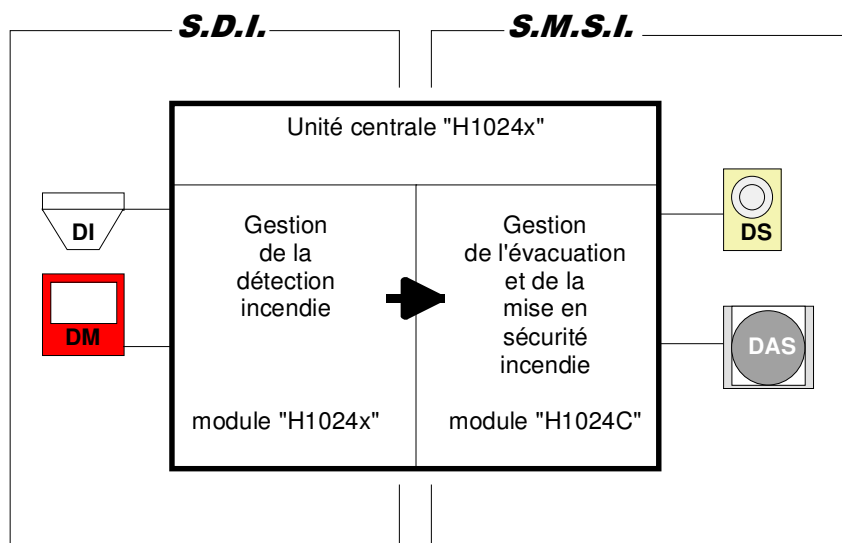 S.D.I.
S.M.S.I.
Unité centrale "H1024x"
DI
DM
Gestion
de la
détection
incendie
module "H1024x"
Gestion
de l'évacuation
et de la
mise en
sécurité
incendie
module "H1024C"
DS
DAS